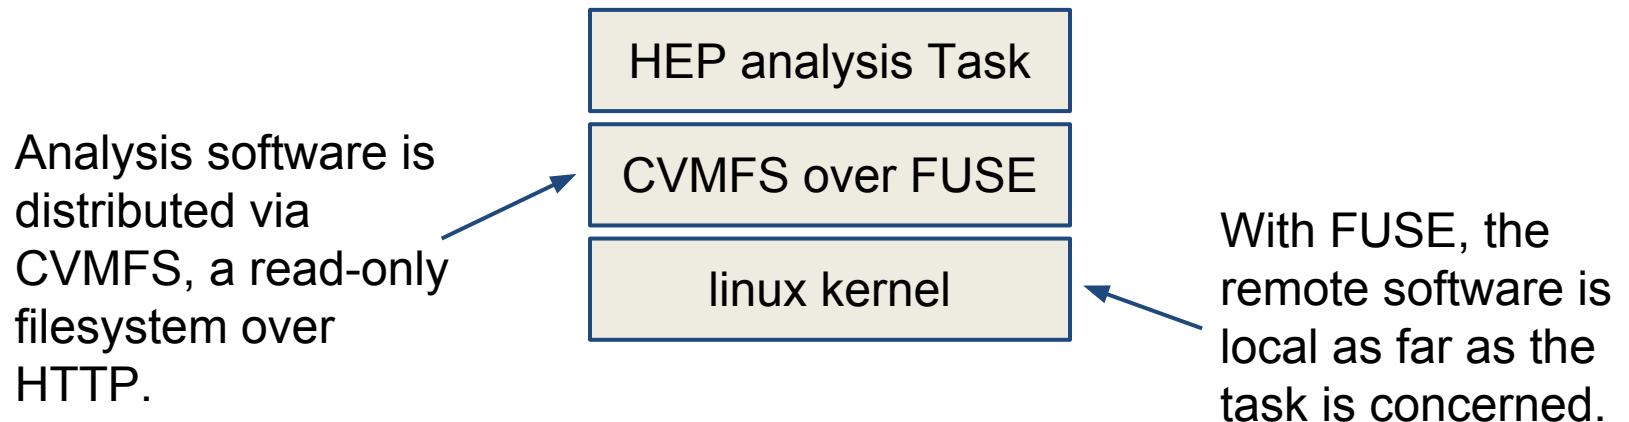 HEP analysis Task
Analysis software is
distributed via
CVMFS, a read-only
filesystem over
HTTP.
CVMFS over FUSE
linux kernel
With FUSE, the
remote software is
local as far as the
task is concerned.